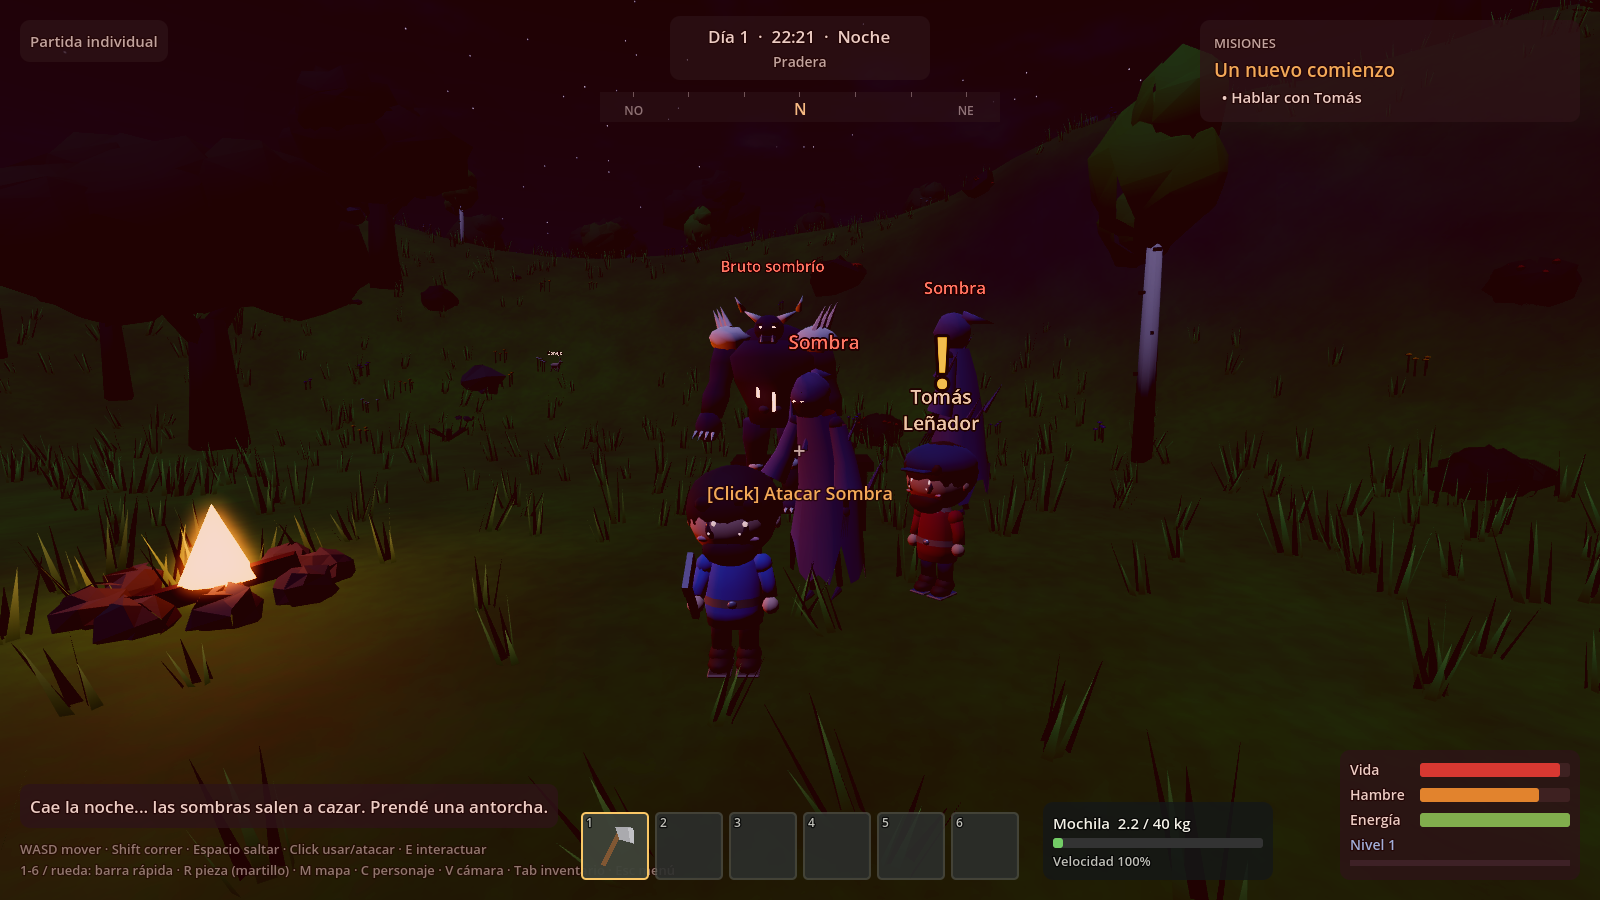 Partida individual
Día 1 · 22:21 · Noche
Pradera
NO N NE
MISIONES
Un nuevo comienzo
• Hablar con Tomás
Bruto sombrío
Sombra
Sombra
!
Tomás
Leñador
[Click] Atacar Sombra
Cae la noche... las sombras salen a cazar. Prendé una antorcha.
WASD mover · Shift correr · Espacio saltar · Click usar/atacar · E interactuar
1-6 / rueda: barra rápida · R pieza (martillo) · M mapa · C personaje · V cámara · Tab invent
1 2 3 4 5 6
Mochila 2.2 / 40 kg
Velocidad 100%
Vida
Hambre
Energía
Nivel 1